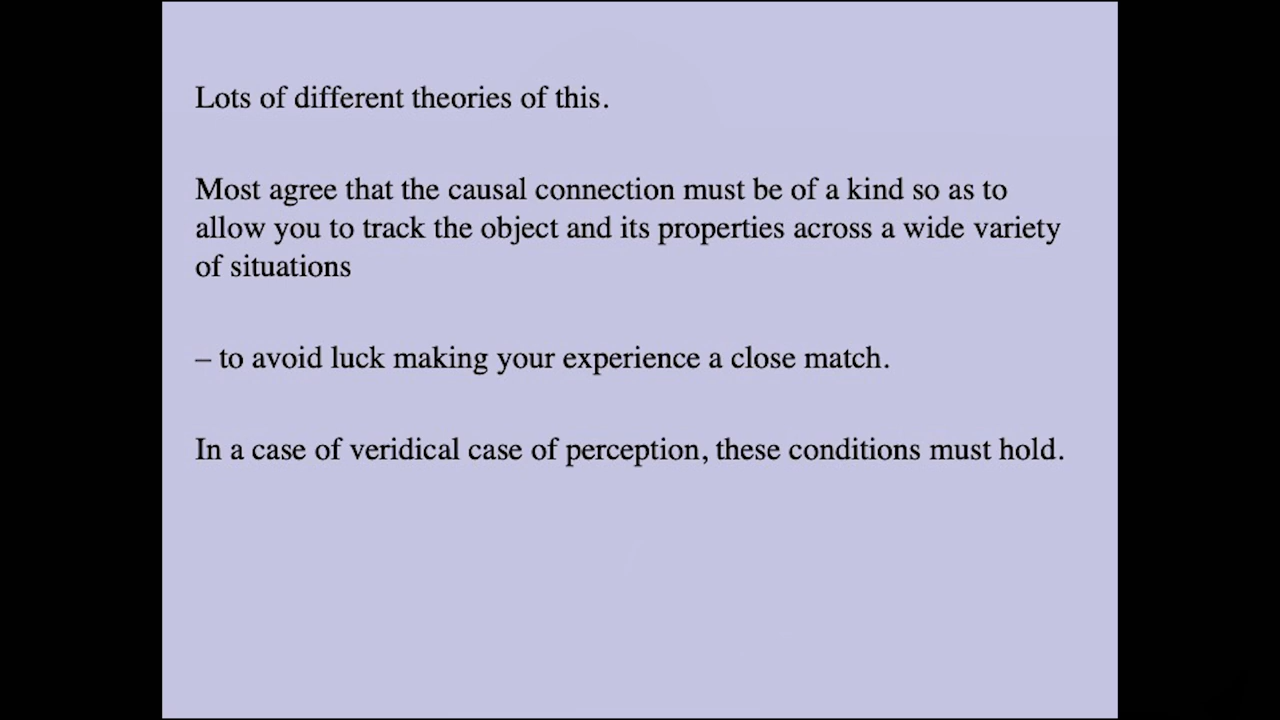 Lots of different theories of this.
Most agree that the causal connection must be of a kind so as to
allow you to track the object and its properties across a wide variety
of situations
– to avoid luck making your experience a close match.
In a case of veridical case of perception, these conditions must hold.